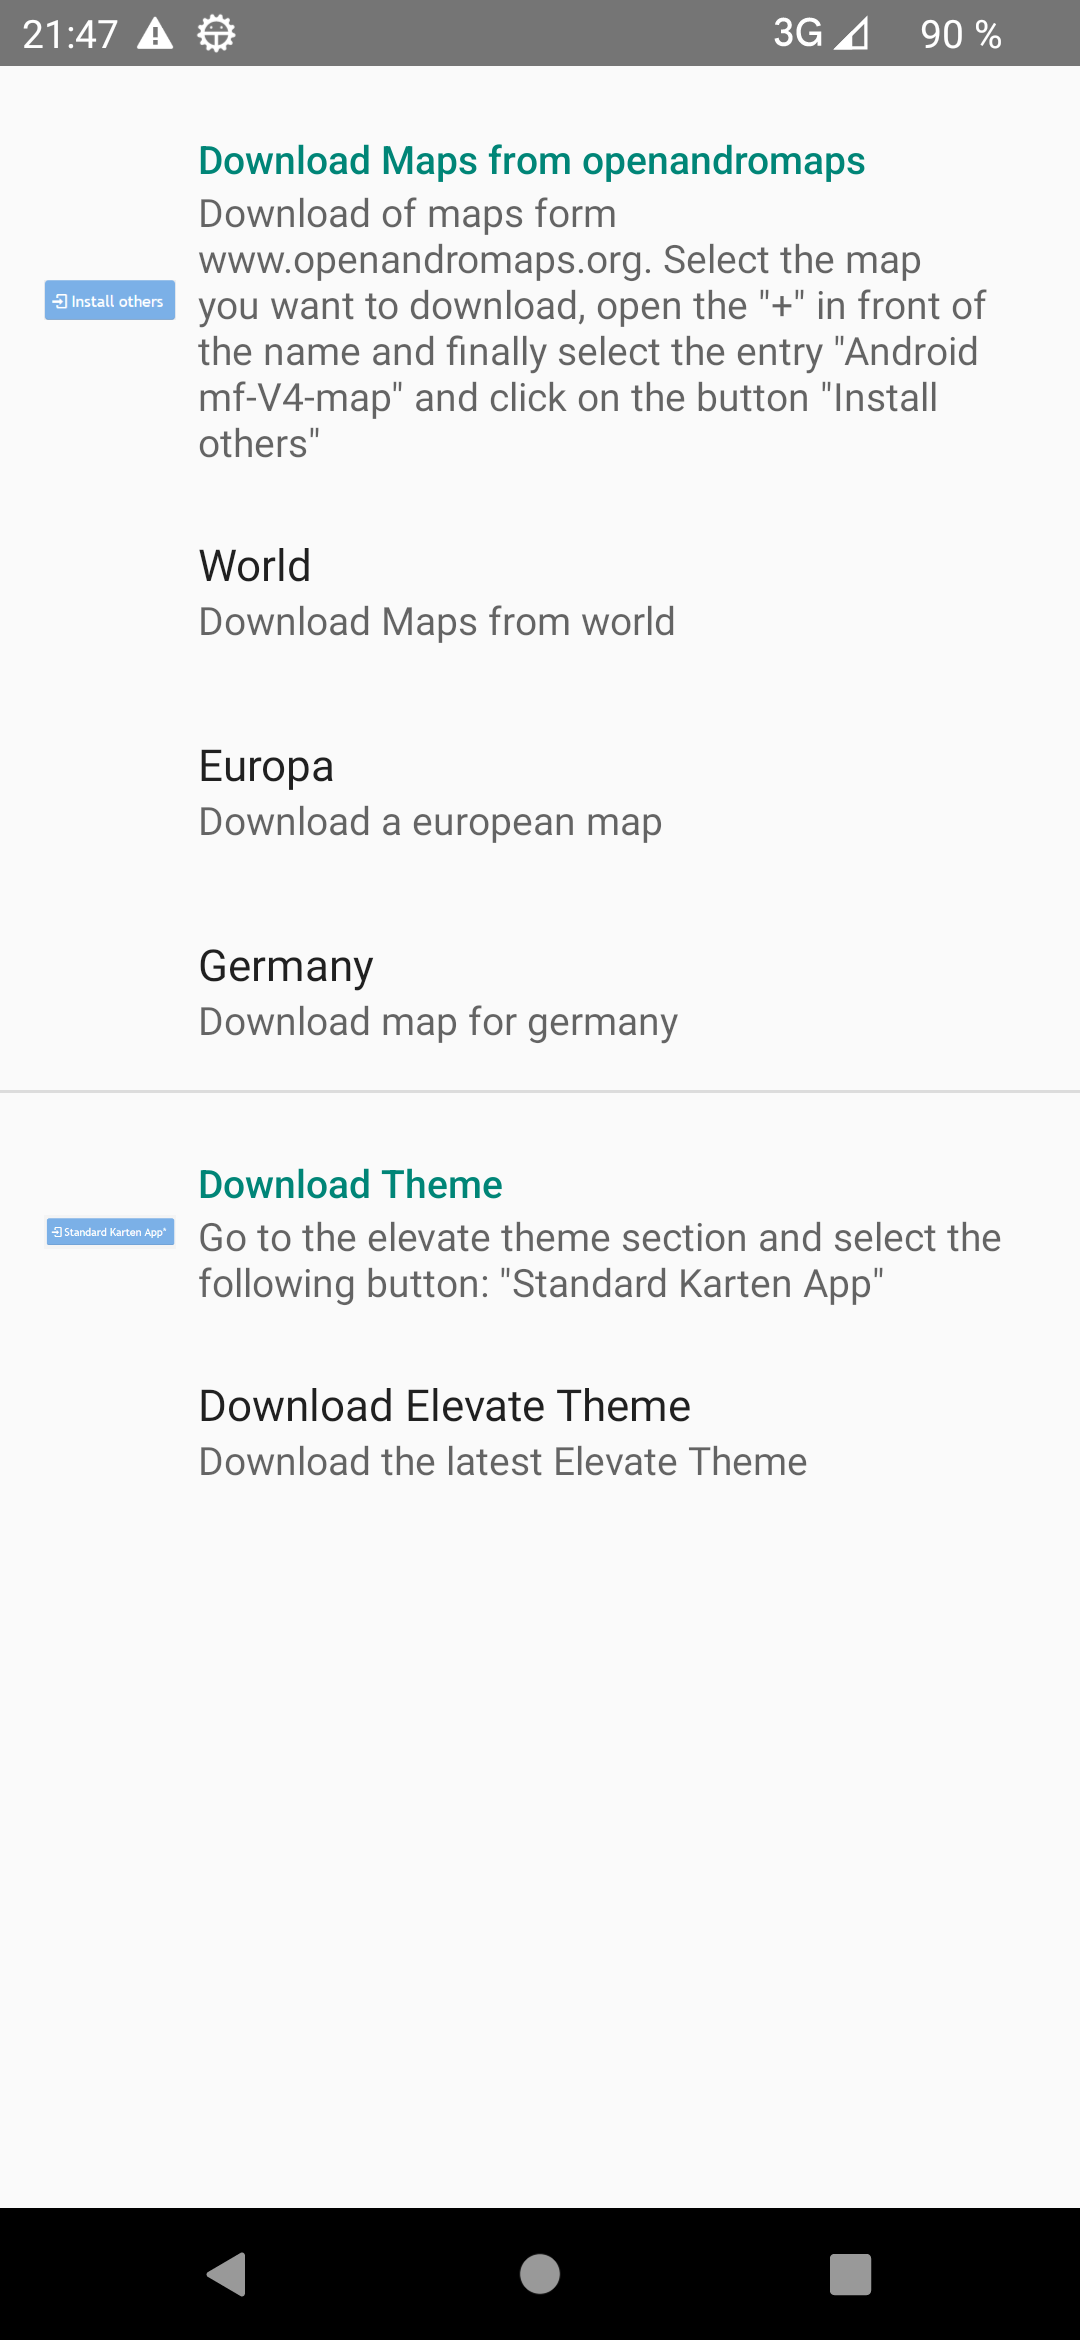 21:47
3G
90 %
Download Maps from openandromaps
Download of maps form
www.openandromaps.org. Select the map
Install others
you want to download, open the "+" in front of
the name and finally select the entry "Android
mf-V4-map" and click on the button "Install
others"
World
Download Maps from world
Europa
Download a european map
Germany
Download map for germany
Download Theme
Standard Karten App*
Go to the elevate theme section and select the
following button: "Standard Karten App"
Download Elevate Theme
Download the latest Elevate Theme